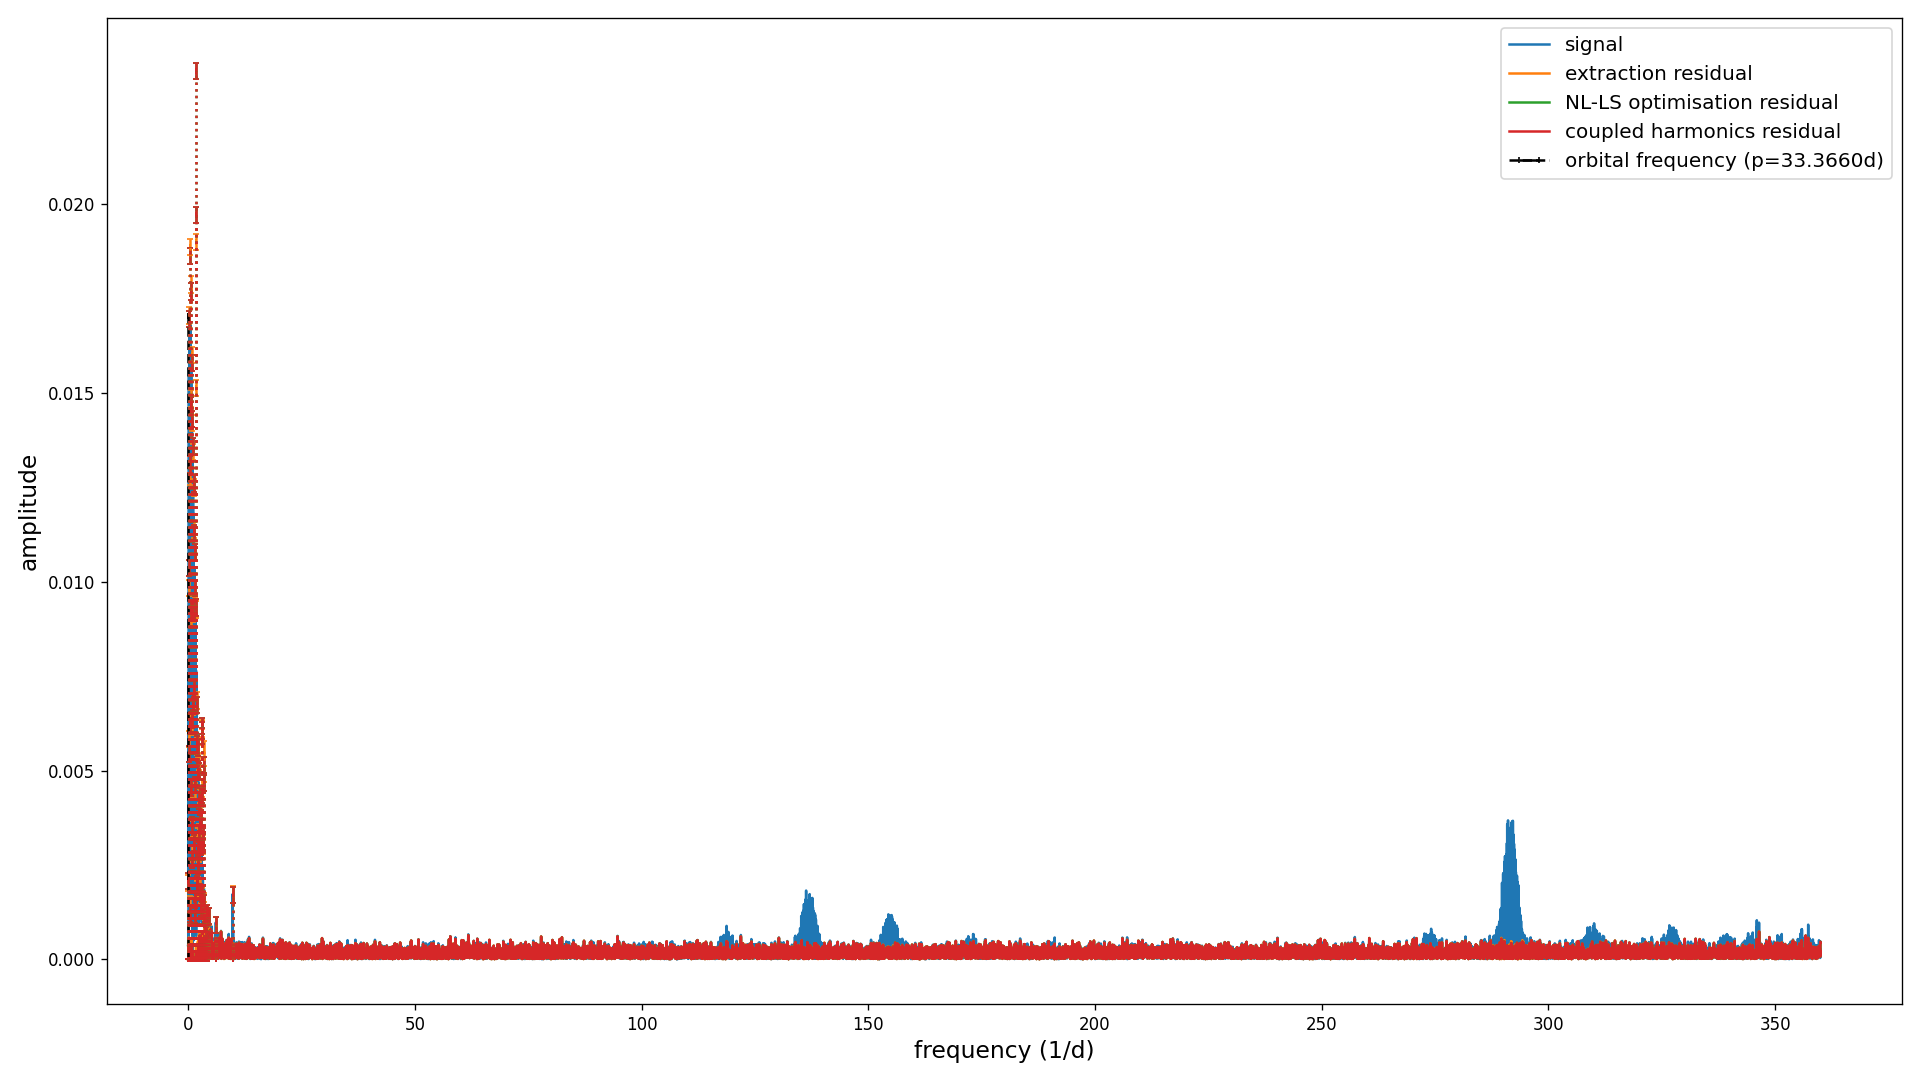 signal
extraction residual
NL-LS optimisation residual
coupled harmonics residual
orbital frequency (p=33.3660d)
0.020
0.015
0.010
0.005
0.000
amplitude
0 50 100 150 200 250 300 350
frequency (1/d)